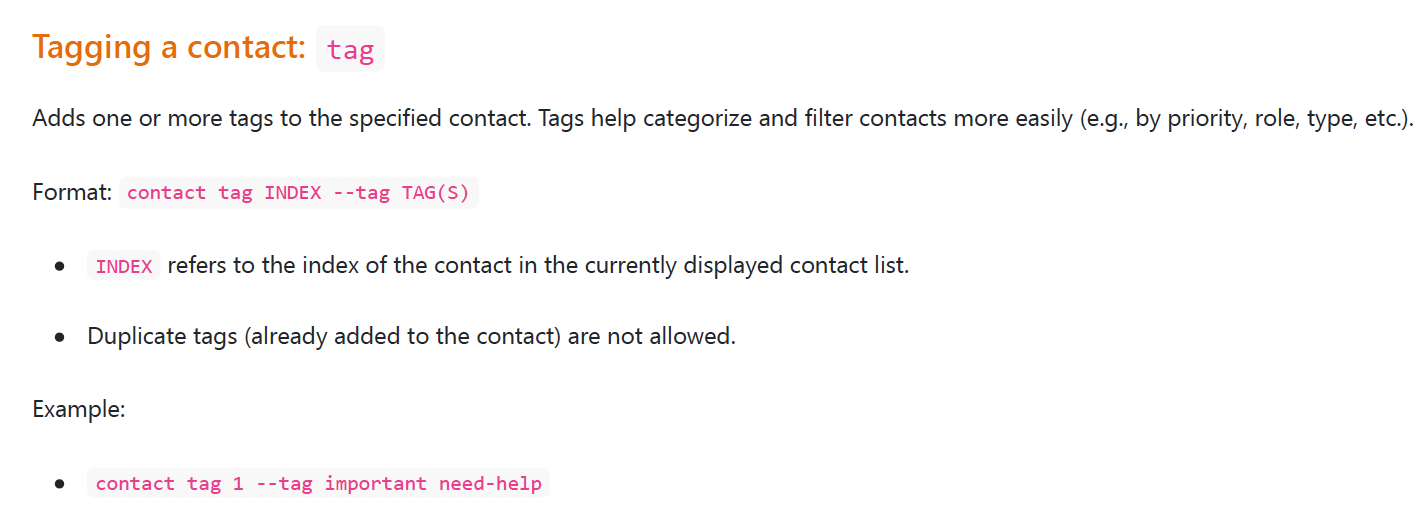 Tagging a contact: tag
Adds one or more tags to the specified contact. Tags help categorize and filter contacts more easily (e.g., by priority, role, type, etc.).
Format: contact tag INDEX --tag TAG(S)
• INDEX refers to the index of the contact in the currently displayed contact list.
• Duplicate tags (already added to the contact) are not allowed.
Example:
• contact tag 1 --tag important need-help